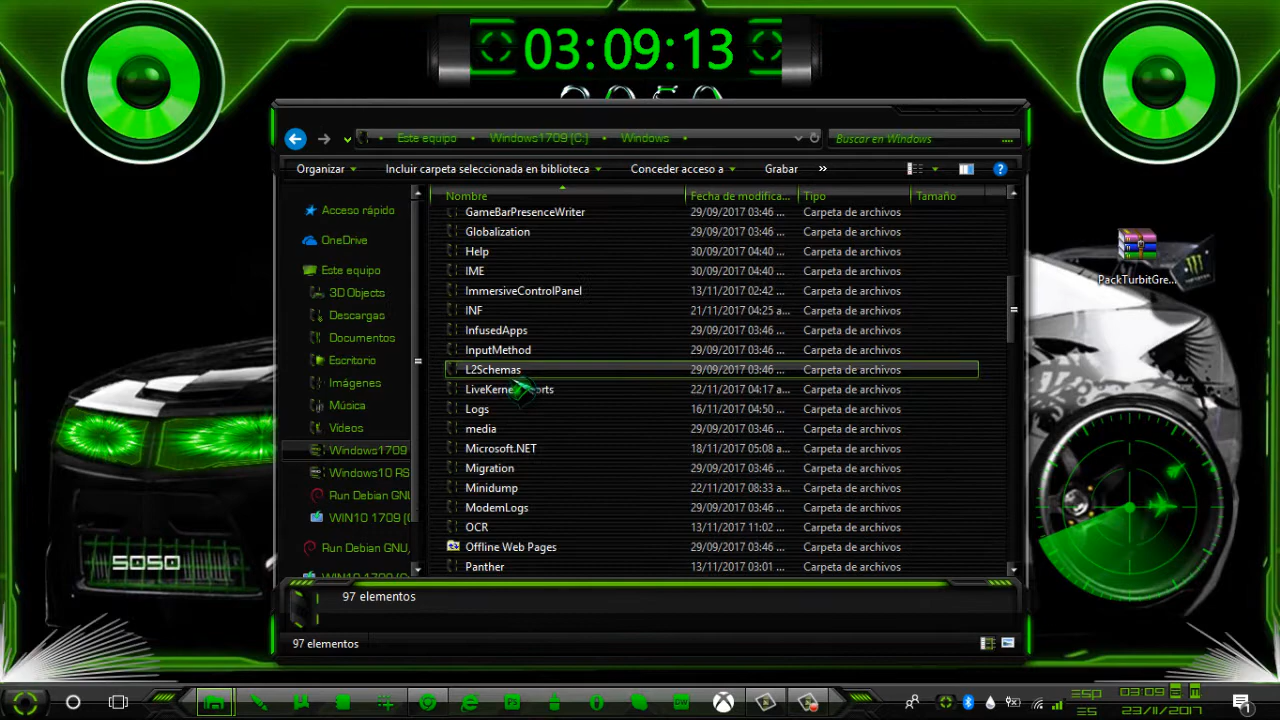 03:09:13
Este equipo
Windows1709 (C:)
Windows
Buscar en Windows
Organizar
Incluir carpeta seleccionada en biblioteca
Conceder acceso a
Grabar
»
Nombre
Fecha de modifica...
Tipo
Tamaño
Acceso rápido
OneDrive
Este equipo
3D Objects
Descargas
Documentos
Escritorio
Imágenes
Música
Vídeos
Windows1709
Windows10 RS
Run Debian GNU
WIN10 1709 (
Run Debian GNU,
GameBarPresenceWriter 29/09/2017 03:46 ... Carpeta de archivos
Globalization 29/09/2017 03:46 ... Carpeta de archivos
Help 30/09/2017 04:40 ... Carpeta de archivos
IME 30/09/2017 04:40 ... Carpeta de archivos
ImmersiveControlPanel 13/11/2017 02:42 ... Carpeta de archivos
INF 21/11/2017 04:25 a... Carpeta de archivos
InfusedApps 29/09/2017 03:46 ... Carpeta de archivos
InputMethod 29/09/2017 03:46 ... Carpeta de archivos
L2Schemas 29/09/2017 03:46 ... Carpeta de archivos
22/11/2017 04:17 a... Carpeta de archivos
Logs 16/11/2017 04:50 ... Carpeta de archivos
media 29/09/2017 03:46 ... Carpeta de archivos
Microsoft.NET 18/11/2017 05:08 a... Carpeta de archivos
Migration 29/09/2017 03:46 ... Carpeta de archivos
Minidump 22/11/2017 08:33 a... Carpeta de archivos
ModemLogs 29/09/2017 03:46 ... Carpeta de archivos
OCR 13/11/2017 11:02 ... Carpeta de archivos
Offline Web Pages 29/09/2017 03:46 ... Carpeta de archivos
Panther 13/11/2017 03:01 ... Carpeta de archivos
97 elementos
97 elementos
PackTurbitGre...
SOSO
ESP
ES
03:09
23/11/2017